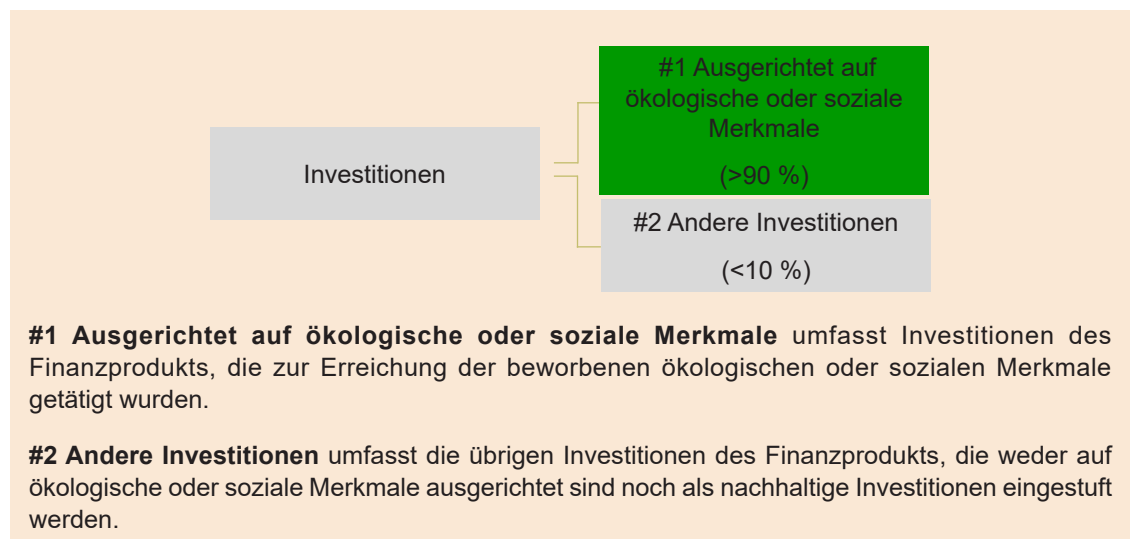 #1 Ausgerichtet auf
ökologische oder soziale
Merkmale
(>90 %)
Investitionen
#2 Andere Investitionen
(<10 %)
#1 Ausgerichtet auf ökologische oder soziale Merkmale umfasst Investitionen des
Finanzprodukts, die zur Erreichung der beworbenen ökologischen oder sozialen Merkmale
getätigt wurden.
#2 Andere Investitionen umfasst die übrigen Investitionen des Finanzprodukts, die weder auf
ökologische oder soziale Merkmale ausgerichtet sind noch als nachhaltige Investitionen eingestuft
werden.